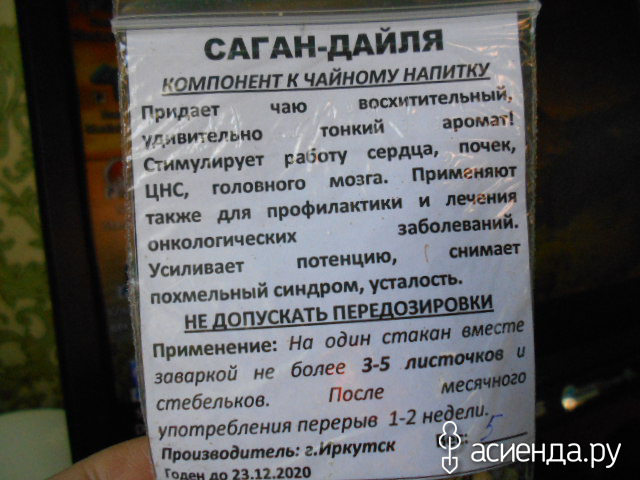 САГАН-ДАЙЛЯ
КОМПОНЕНТ К ЧАЙНОМУ НАПИТКУ
Придает чаю восхитительный,
удивительно тонкий аромат!
Стимулирует работу сердца, почек,
ЦНС, головного мозга. Применяют
также для профилактики и лечения
онкологических заболеваний.
Усиливает потенцию, снимает
похмельный синдром, усталость.
НЕ ДОПУСКАТЬ ПЕРЕДОЗИРОВКИ
Применение: На один стакан вместе
заваркой не более 3-5 листочков и
стебельков. После месячного
употребления перерыв 1-2 недели.
Производитель: г.Иркутск 5
Годен до 23.12.2020
асиенда.ру